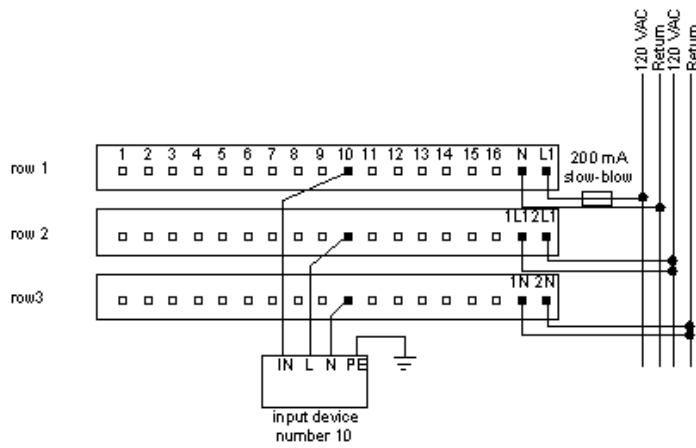 120 VAC
Return
120 VAC
Return
row 1
1 2 3 4 5 6 7 8 9 10 11 12 13 14 15 16 N L1
200 mA
slow-blow
row 2
1L1 2L1
row3
1N 2N
IN L N PE
input device
number 10